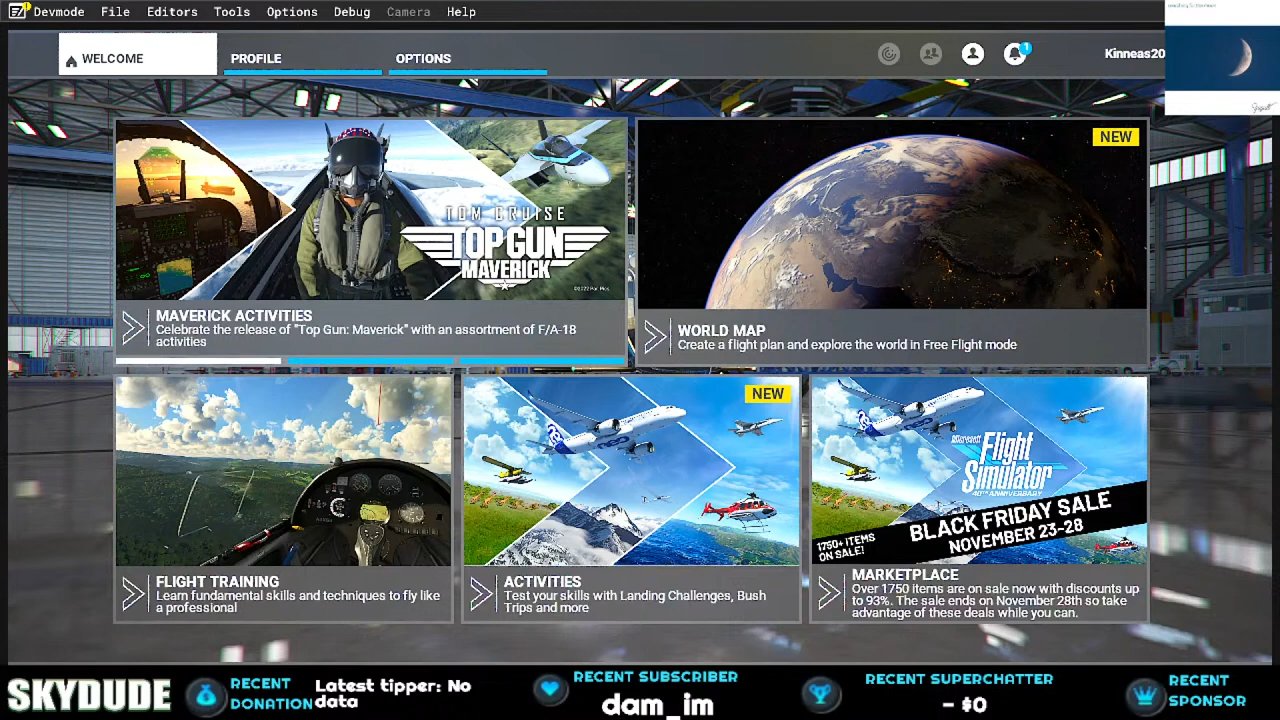 Devmode File Editors Tools Options Debug Camera Help
WELCOME PROFILE OPTIONS
1
Kinneas20
TOM CRUISE
TOP GUN
MAVERICK
MAVERICK ACTIVITIES
Celebrate the release of "Top Gun: Maverick" with an assortment of F/A-18
activities
NEW
WORLD MAP
Create a flight plan and explore the world in Free Flight mode
FLIGHT TRAINING
Learn fundamental skills and techniques to fly like
a professional
NEW
neo
ACTIVITIES
Test your skills with Landing Challenges, Bush
Trips and more
Microsoft
Flight
Simulator
40TH ANNIVERSARY
1750+ ITEMS
ON SALE!
BLACK FRIDAY SALE
NOVEMBER 23-28
MARKETPLACE
Over 1750 items are on sale now with discounts up
to 93%. The sale ends on November 28th so take
advantage of these deals while you can.
SKYDUDE
RECENT
DONATION
Latest tipper: No
data
RECENT SUBSCRIBER
dam_im
RECENT SUPERCHATTER
- $0
RECENT
SPONSOR